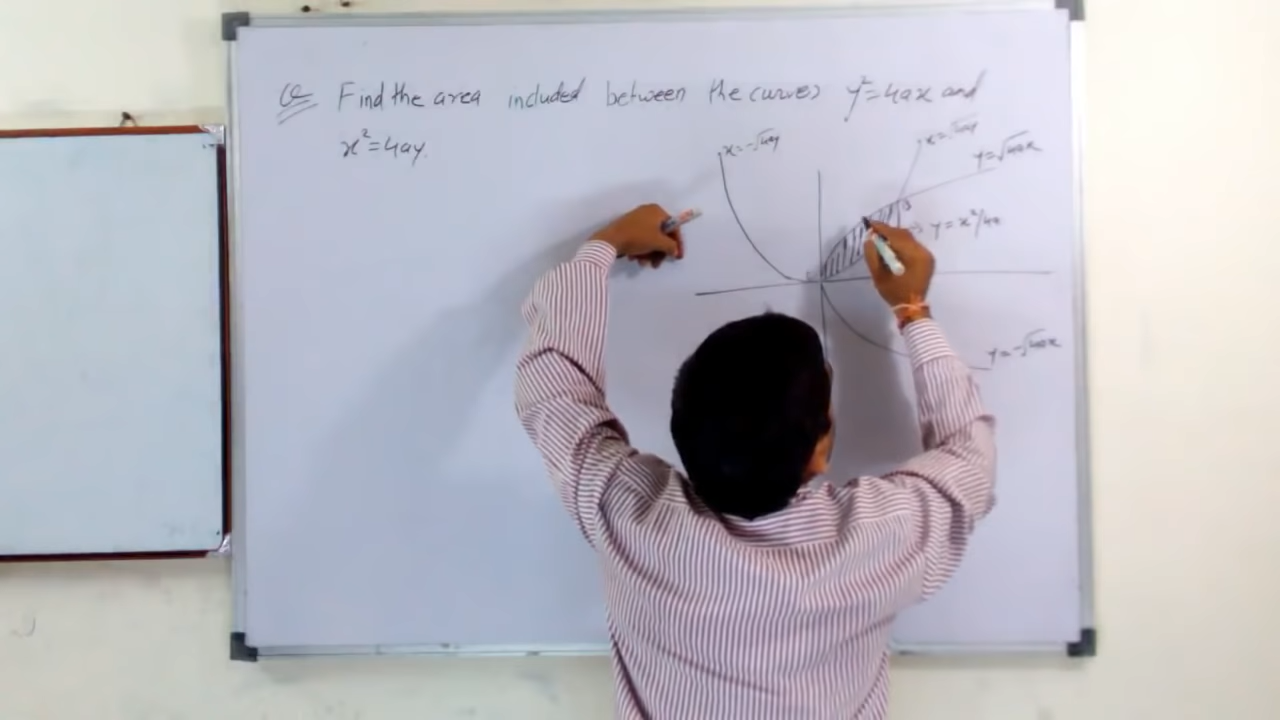 Q Find the area included between the curves y²=4ax and
x²=4ay.
x=-√4ay
x=√4ay
y=√4ax
B
⇒ y=x²/4a
y=-√4ax